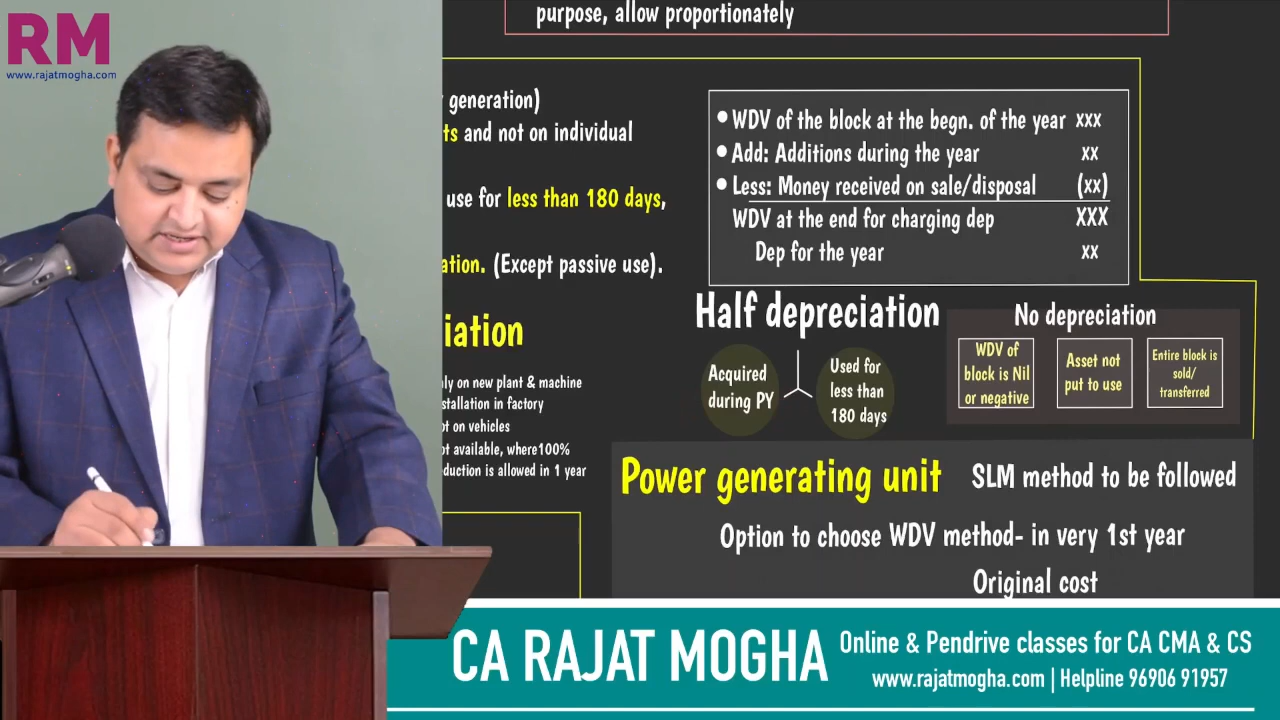 RM
www.rajatmogha.com
purpose, allow proportionately
generation)
ts and not on individual
use for less than 180 days,
ation. (Except passive use).
iation
ly on new plant & machine
stallation in factory
ot on vehicles
ot available, where100%
duction is allowed in 1 year
• WDV of the block at the begn. of the year xxx
• Add: Additions during the year xx
• Less: Money received on sale/disposal (xx)
WDV at the end for charging dep XXX
Dep for the year xx
Half depreciation
Acquired
during PY
Used for
less than
180 days
No depreciation
WDV of
block is Nil
or negative
Asset not
put to use
Entire block is
sold/
transferred
Power generating unit SLM method to be followed
Option to choose WDV method- in very 1st year
Original cost
CA RAJAT MOGHA
Online & Pendrive classes for CA CMA & CS
www.rajatmogha.com | Helpline 96906 91957